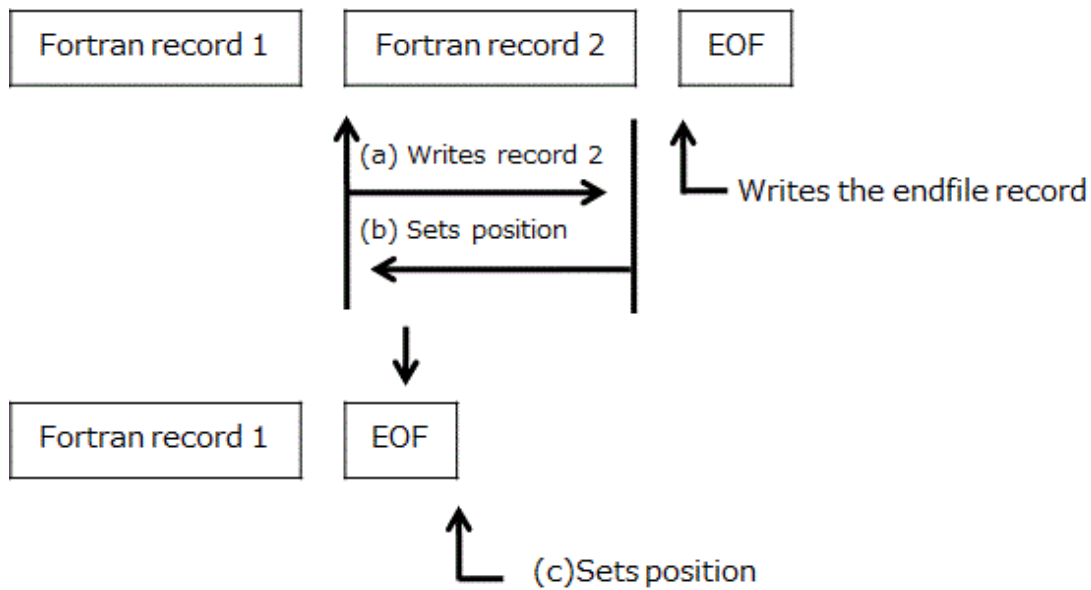 Fortran record 1
Fortran record 2
EOF
(a) Writes record 2
Writes the endfile record
(b) Sets position
Fortran record 1
EOF
(c)Sets position